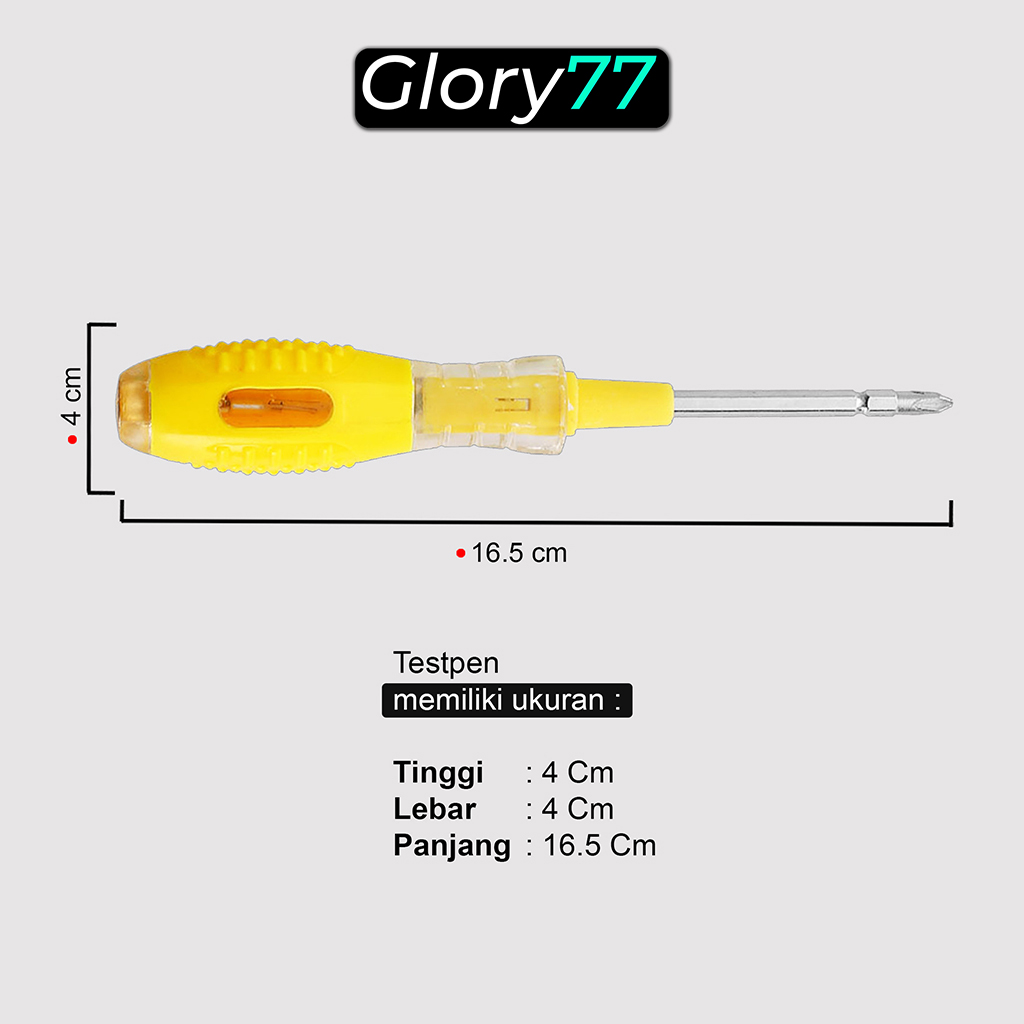 Glory77
4 cm
16.5 cm
Testpen
memiliki ukuran :
Tinggi : 4 Cm
Lebar : 4 Cm
Panjang : 16.5 Cm